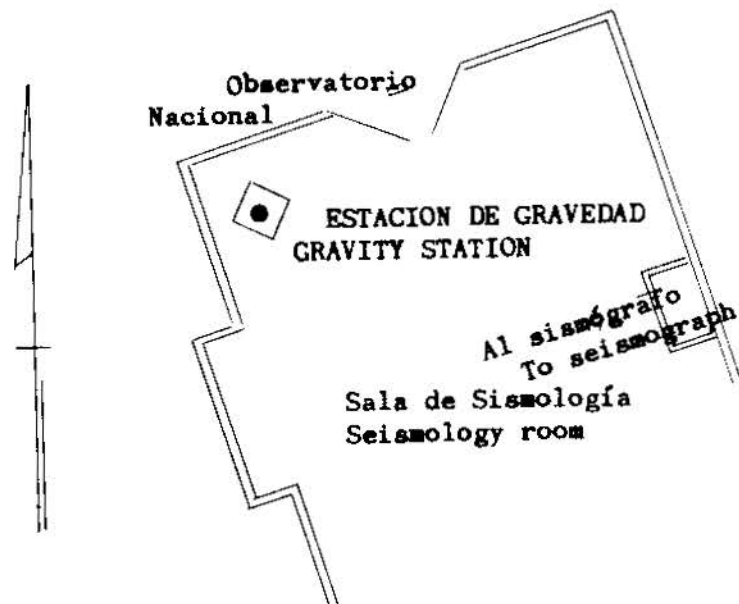 Observatorio
Nacional
ESTACION DE GRAVEDAD
GRAVITY STATION
Al sismógrafo
To seismograph
Sala de Sismología
Seismology room